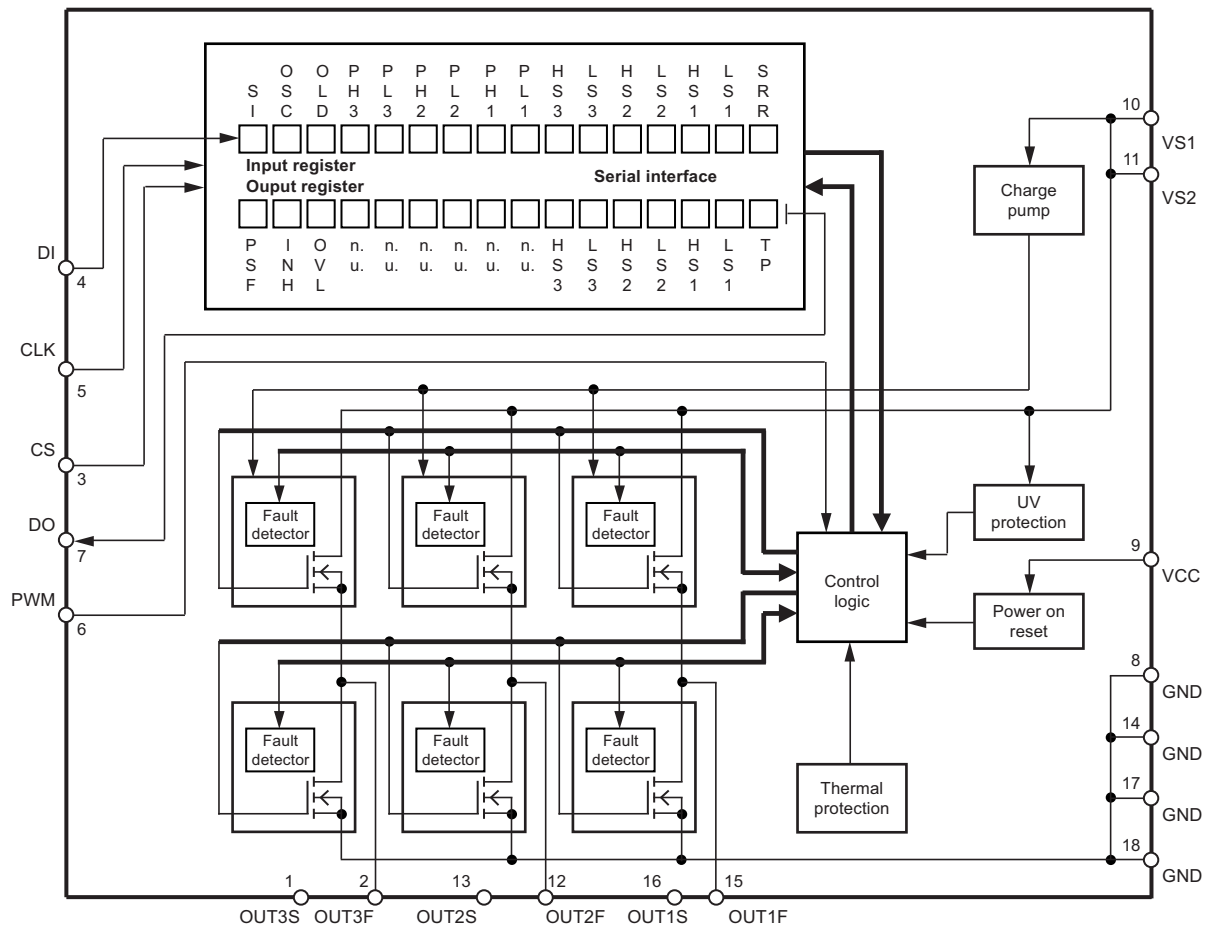 O O P P P P P P H L H L H L S
S S L H L H L H L S S S S S S R
I C D 3 3 2 2 1 1 3 3 2 2 1 1 R
Input register
Ouput register
Serial interface
P I O n. n. n. n. n. n. H L H L H L T
S N V u. u. u. u. u. u. S S S S S S P
F H L 3 3 2 2 1 1
10
VS1
11
VS2
Charge
pump
DI
4
CLK
5
CS
3
DO
7
PWM
6
Fault
detector
Fault
detector
Fault
detector
UV
protection
Control
logic
9
VCC
Power on
reset
8
GND
14
GND
17
GND
18
GND
Fault
detector
Fault
detector
Fault
detector
Thermal
protection
1
2
13
12
16
15
OUT3S
OUT3F
OUT2S
OUT2F
OUT1S
OUT1F